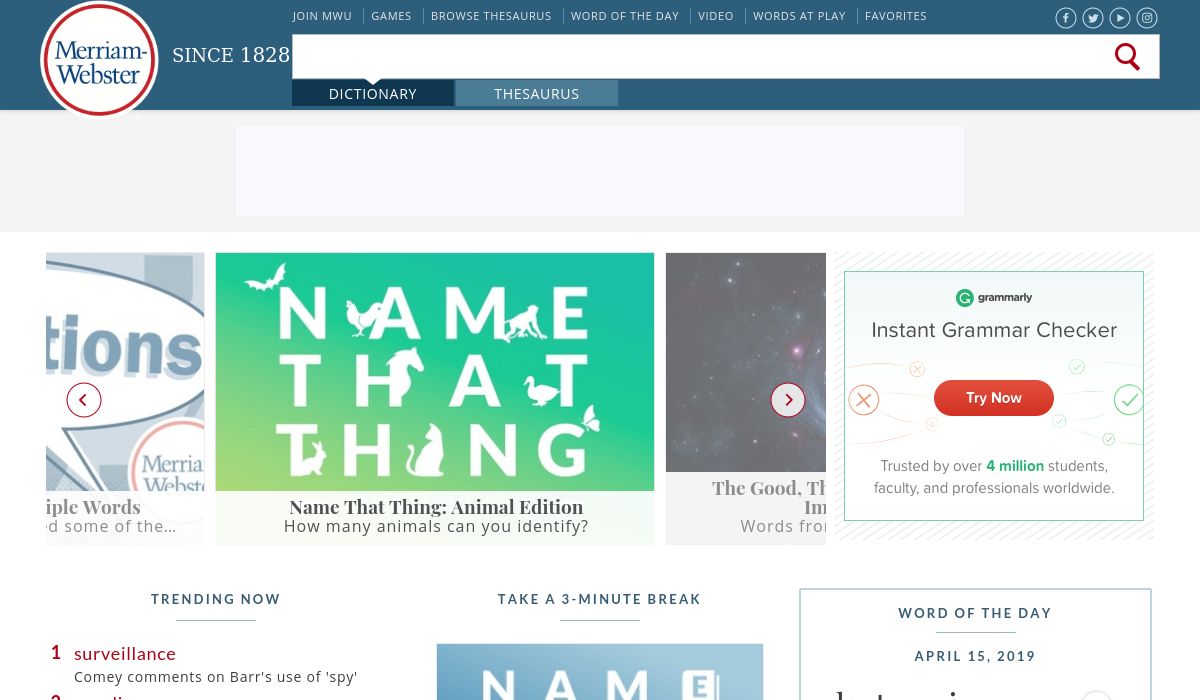 JOIN MWU
GAMES
BROWSE THESAURUS
WORD OF THE DAY
VIDEO
WORDS AT PLAY
FAVORITES
Merriam-
Webster
SINCE 1828
DICTIONARY
THESAURUS
tions
Merria
Webst
iple Words
ed some of the...
NAME
THAT
THING
Name That Thing: Animal Edition
How many animals can you identify?
The Good, Th
Im
Words fro
grammarly
Instant Grammar Checker
Try Now
Trusted by over 4 million students,
faculty, and professionals worldwide.
TRENDING NOW
1 surveillance
Comey comments on Barr's use of 'spy'
2
TAKE A 3-MINUTE BREAK
NAME
WORD OF THE DAY
APRIL 15, 2019